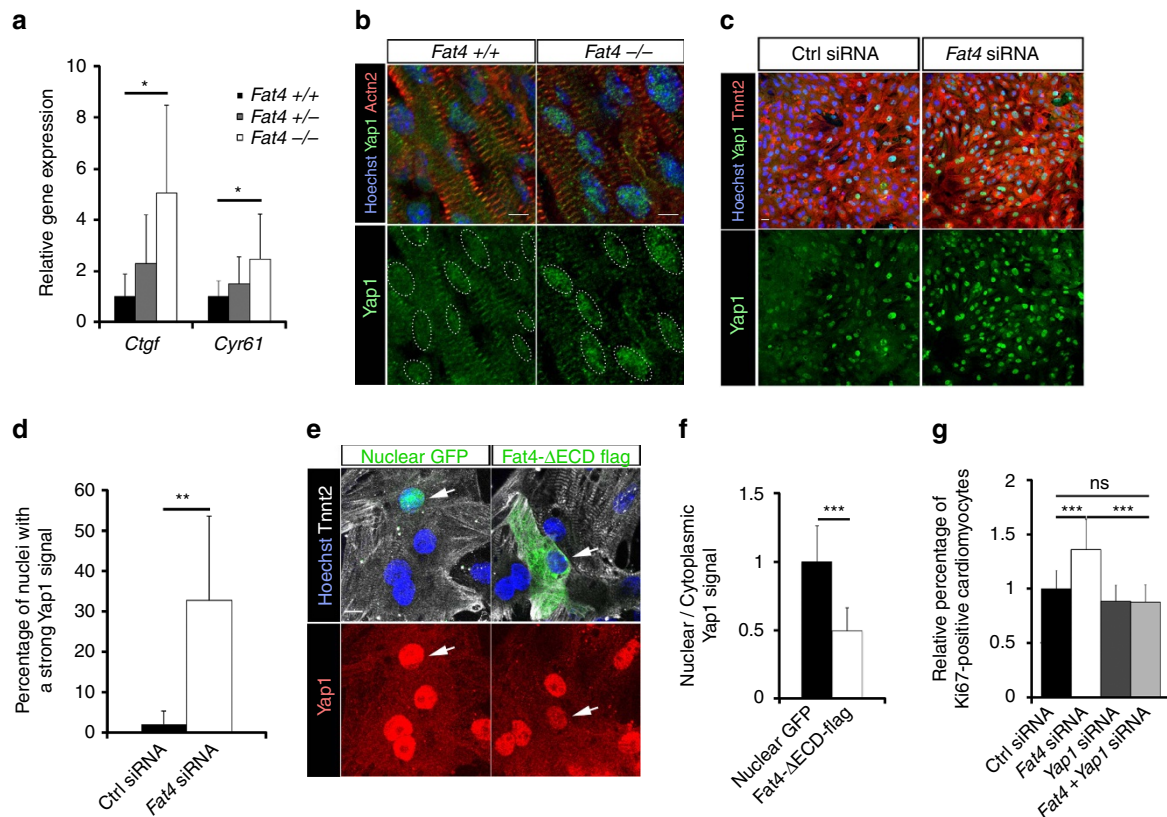 a
Relative gene expression
10
8
6
4
2
0
*
*
Fat4 +/+
Fat4 +/−
Fat4 −/−
Ctgf
Cyr61
b
Fat4 +/+
Fat4 −/−
Hoechst Yap1 Actn2
Yap1
c
Ctrl siRNA
Fat4 siRNA
Hoechst Yap1 Tnnt2
Yap1
d
Percentage of nuclei with
a strong Yap1 signal
60
50
40
30
20
10
0
**
Ctrl siRNA
Fat4 siRNA
e
Nuclear GFP
Fat4-ΔECD flag
Hoechst Tnnt2
Yap1
f
Nuclear / Cytoplasmic
Yap1 signal
1.5
1
0.5
0
***
Nuclear GFP
Fat4-ΔECD-flag
g
Relative percentage of
Ki67-positive cardiomyocytes
2
1.5
1
0.5
0
ns
***
***
Ctrl siRNA
Fat4 siRNA
Yap1 siRNA
Fat4 +Yap1 siRNA